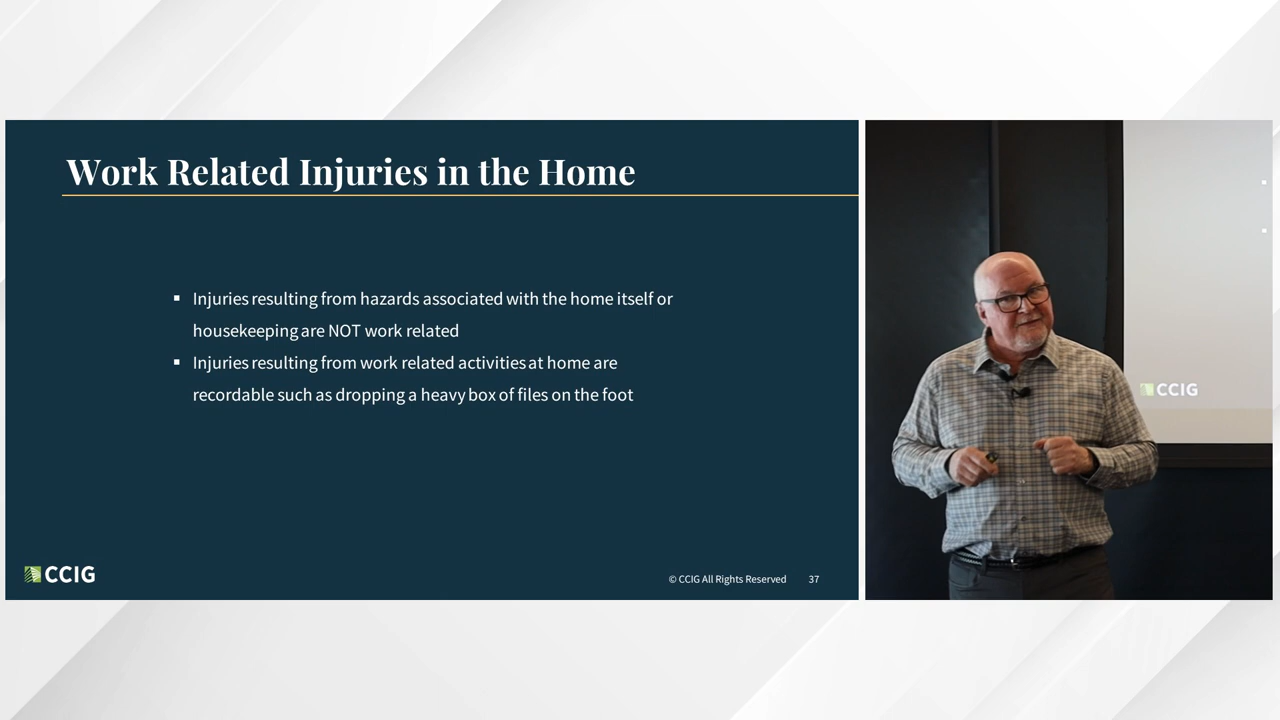 Work Related Injuries in the Home
▪ Injuries resulting from hazards associated with the home itself or
housekeeping are NOT work related
▪ Injuries resulting from work related activities at home are
recordable such as dropping a heavy box of files on the foot
CCIG
© CCIG All Rights Reserved 37
CCIG